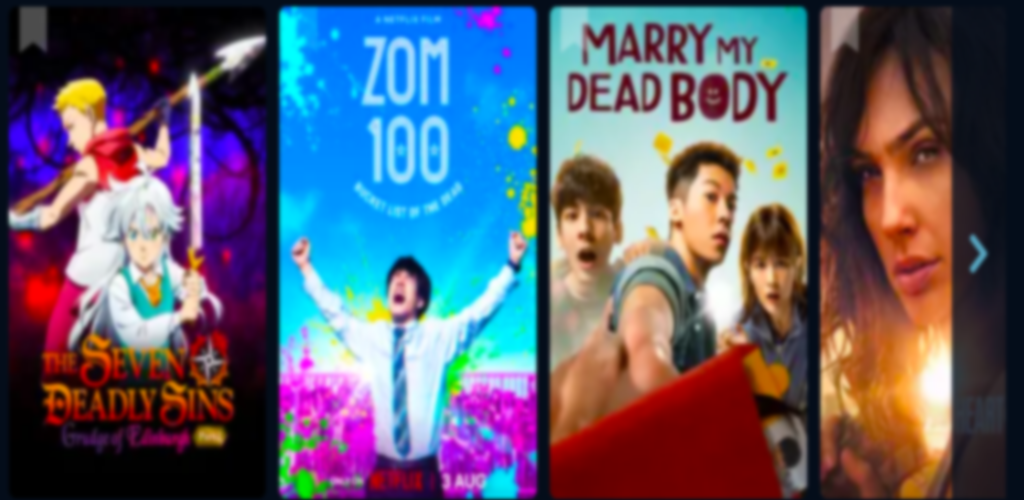 THE SEVEN
DEADLY SINS
Grudge of Edinburgh
A NETFLIX FILM
ZOM
100
BUCKET LIST OF THE DEAD
NETFLIX | 3 AUG
MARRY MY
DEAD BODY